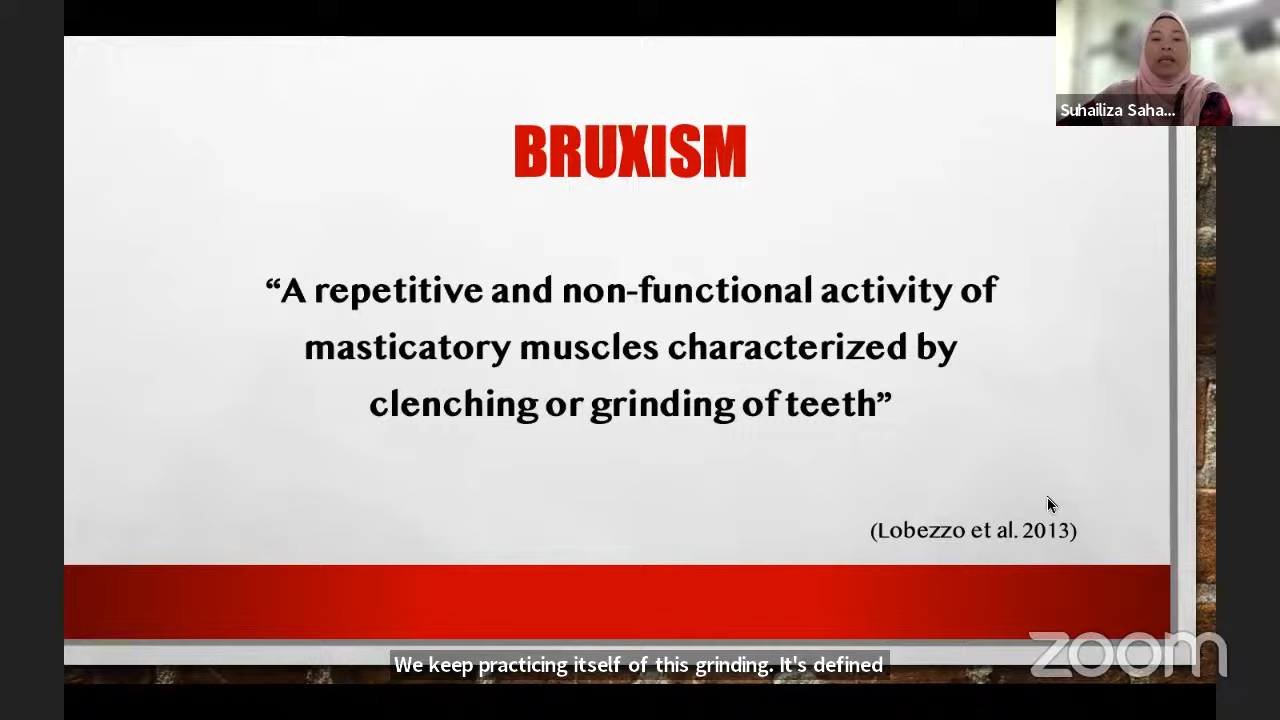 Suhailiza Saha...
BRUXISM
“A repetitive and non-functional activity of
masticatory muscles characterized by
clenching or grinding of teeth”
(Lobezzo et al. 2013)
zoom
We keep practicing itself of this grinding. It's defined